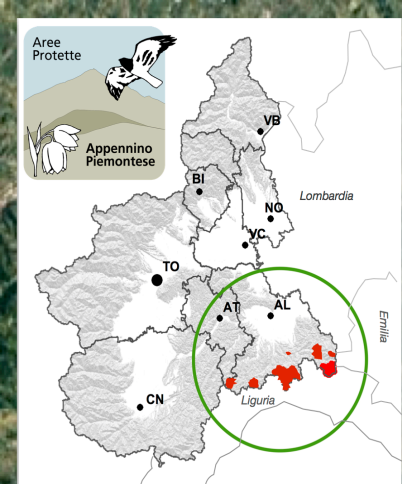 Aree
Protette
Appennino
Piemontese
VB
BI
Lombardia
NO
VC
TO
AT
AL
Emilia
Liguria
CN